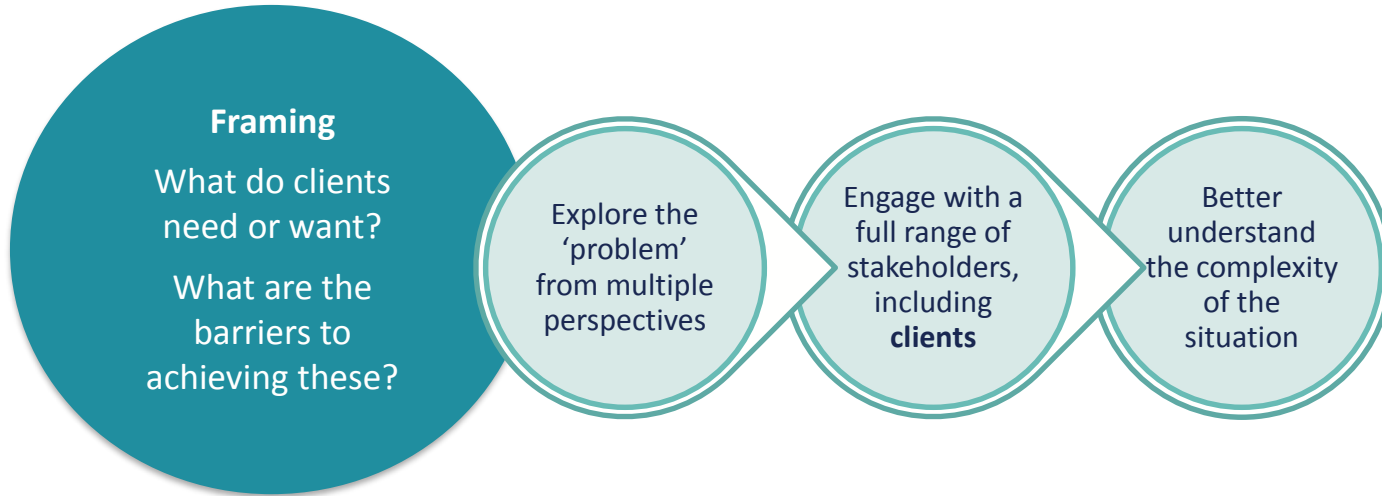 Framing
What do clients
need or want?
What are the
barriers to
achieving these?
Explore the
‘problem’
from multiple
perspectives
Engage with a
full range of
stakeholders,
including
clients
Better
understand
the complexity
of the
situation